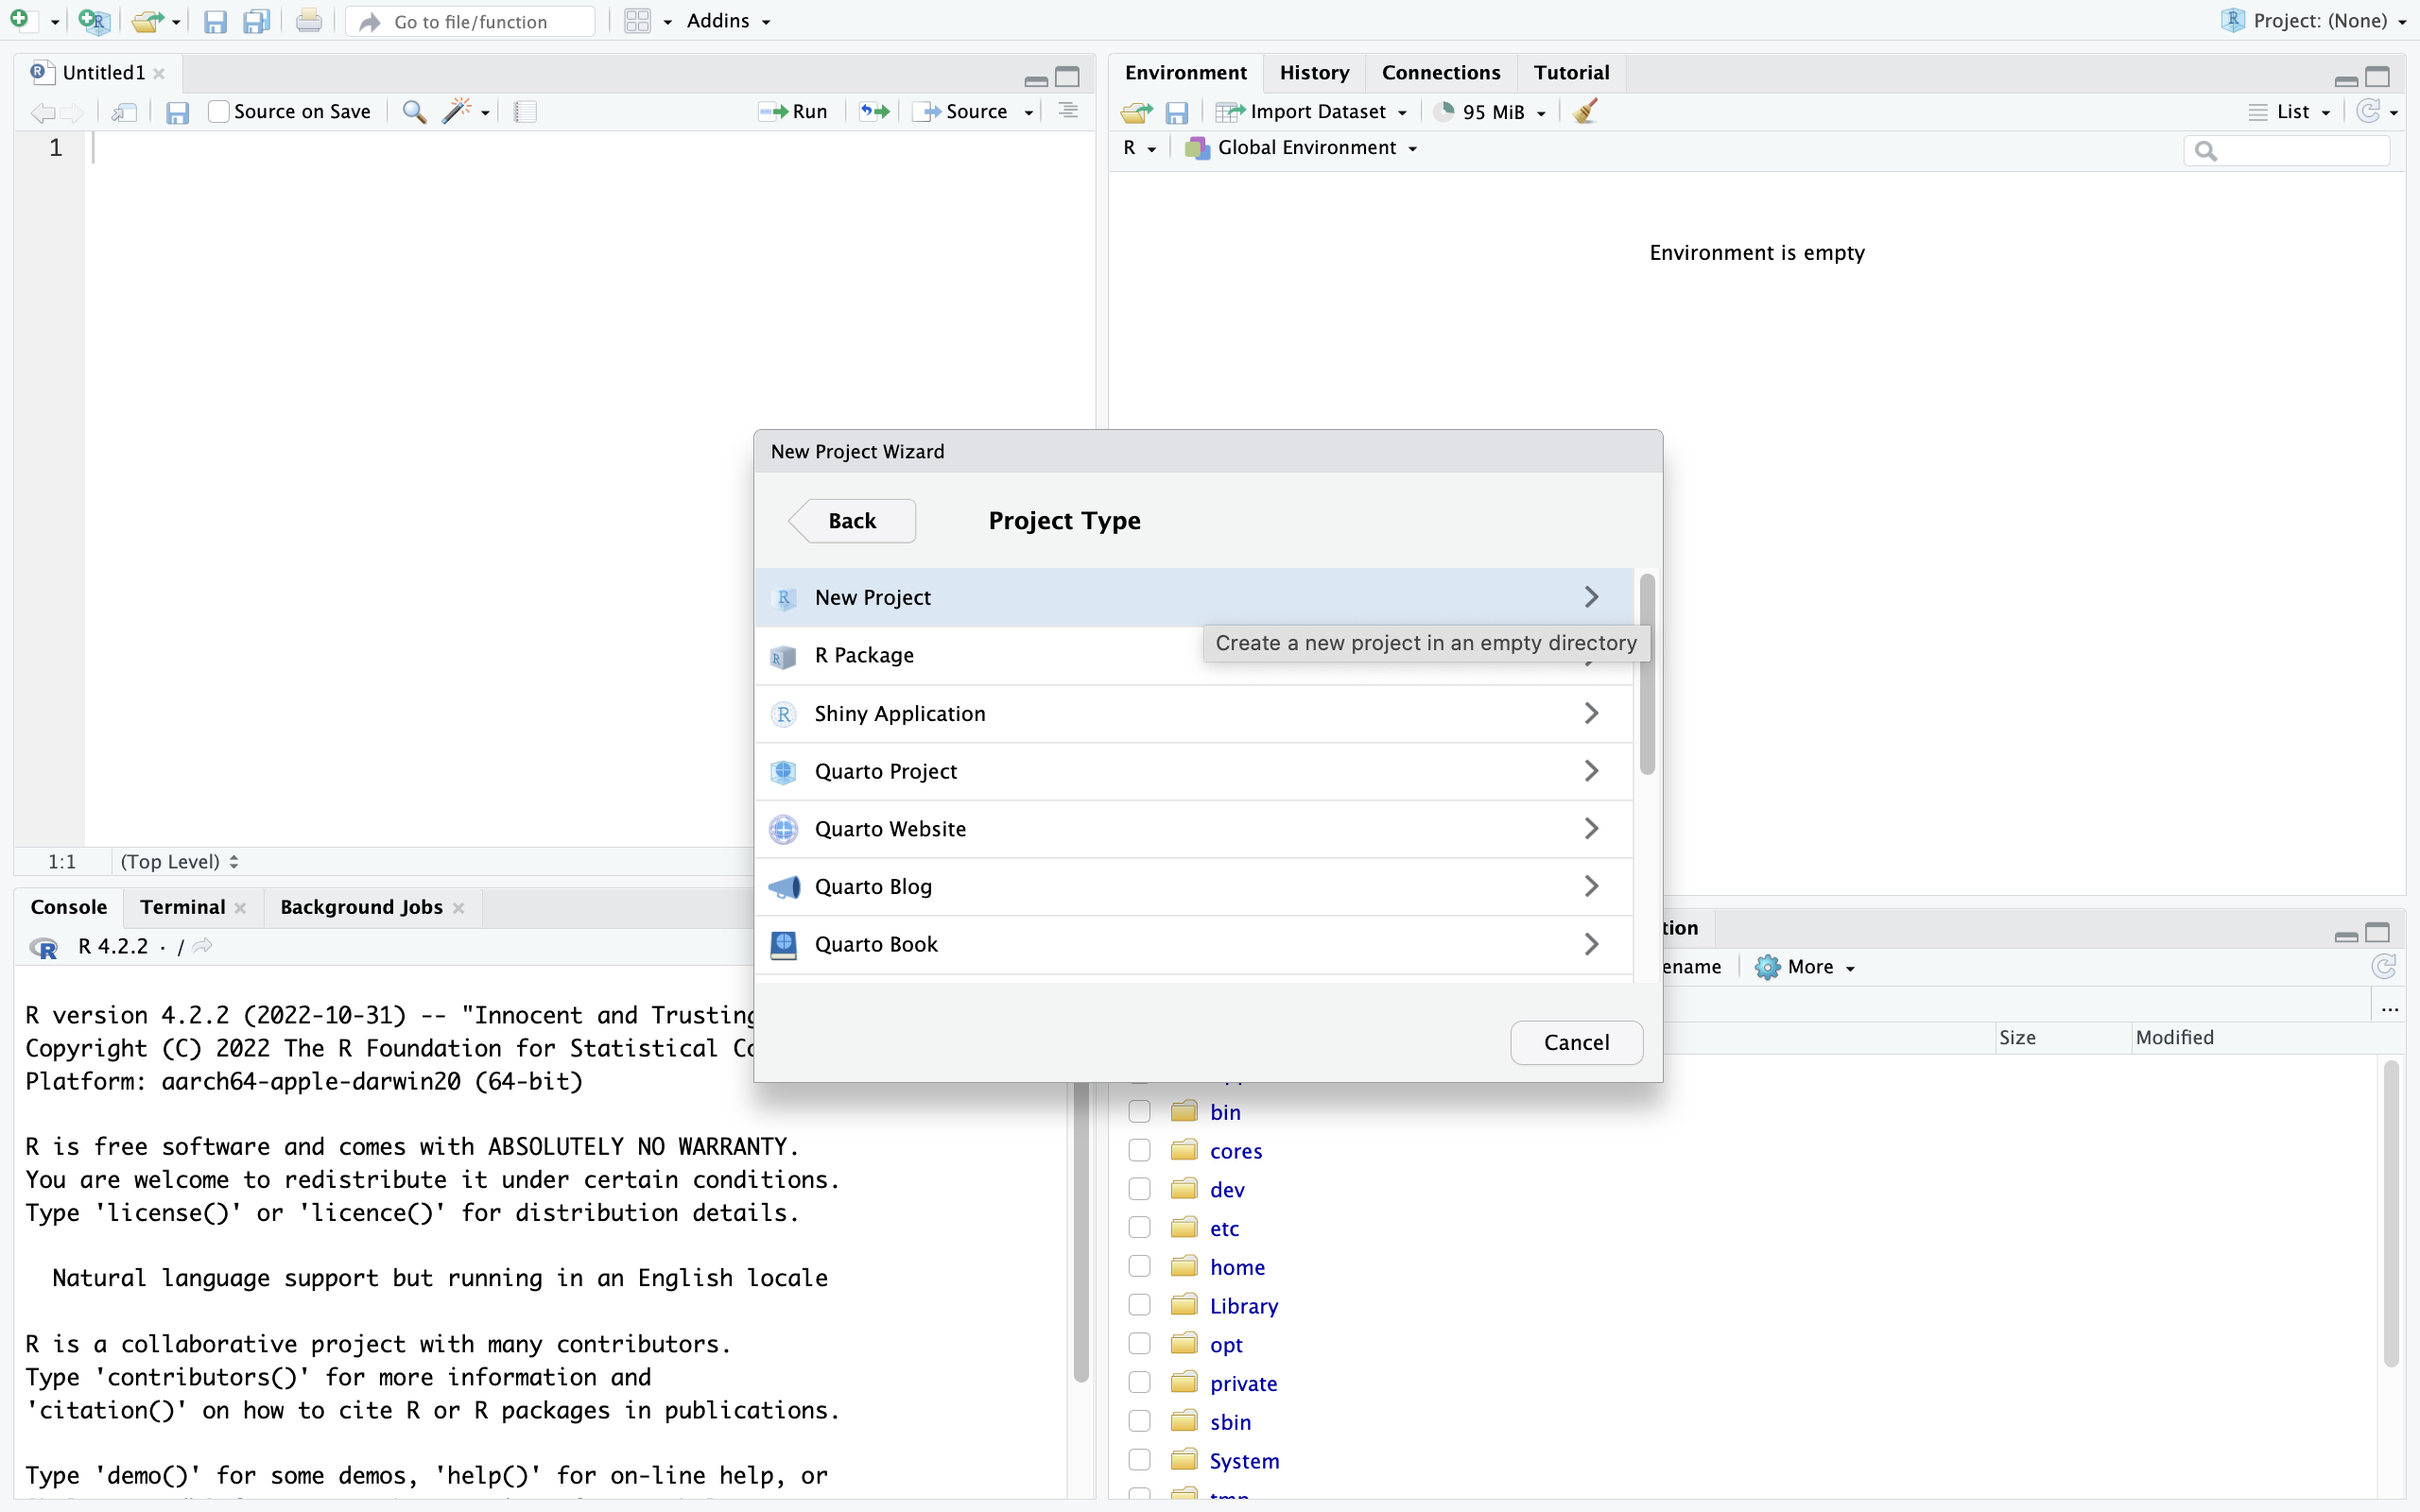 Go to file/function
Addins
Project: (None)
Untitled1
Source on Save
Run
Source
1
1:1
(Top Level)
Environment
History
Connections
Tutorial
Import Dataset
95 MiB
List
R
Global Environment
Environment is empty
New Project Wizard
Back
Project Type
New Project
Create a new project in an empty directory
R Package
Shiny Application
Quarto Project
Quarto Website
Quarto Blog
Quarto Book
Cancel
Console
Terminal
Background Jobs
R 4.2.2 · /
R version 4.2.2 (2022-10-31) -- "Innocent and Trusting
Copyright (C) 2022 The R Foundation for Statistical
Platform: aarch64-apple-darwin20 (64-bit)
R is free software and comes with ABSOLUTELY NO WARRANTY.
You are welcome to redistribute it under certain conditions.
Type 'license()' or 'licence()' for distribution details.
Natural language support but running in an English locale
R is a collaborative project with many contributors.
Type 'contributors()' for more information and
'citation()' on how to cite R or R packages in publications.
Type 'demo()' for some demos, 'help()' for on-line help, or
tion
ename
More
...
Size
Modified
bin
cores
dev
etc
home
Library
opt
private
sbin
System